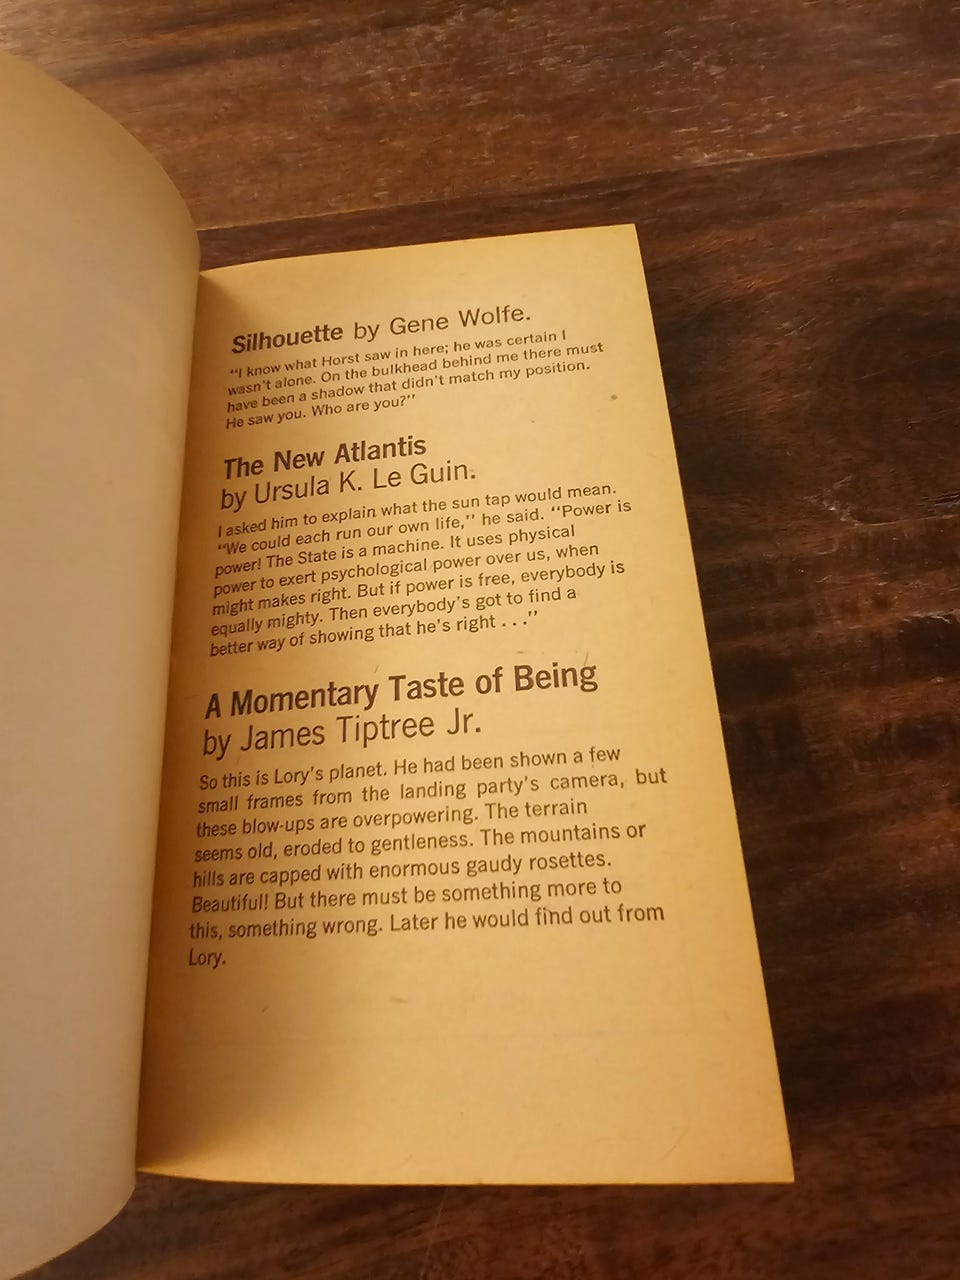 Silhouette by Gene Wolfe.
"I know what Horst saw in here; he was certain I
wasn't alone. On the bulkhead behind me there must
have been a shadow that didn't match my position.
He saw you. Who are you?"
The New Atlantis
by Ursula K. Le Guin.
I asked him to explain what the sun tap would mean.
"We could each run our own life," he said. "Power is
power! The State is a machine. It uses physical
power to exert psychological power over us, when
might makes right. But if power is free, everybody is
equally mighty. Then everybody's got to find a
better way of showing that he's right . . ."
A Momentary Taste of Being
by James Tiptree Jr.
So this is Lory's planet. He had been shown a few
small frames from the landing party's camera, but
these blow-ups are overpowering. The terrain
seems old, eroded to gentleness. The mountains or
hills are capped with enormous gaudy rosettes.
Beautiful! But there must be something more to
this, something wrong. Later he would find out from
Lory.